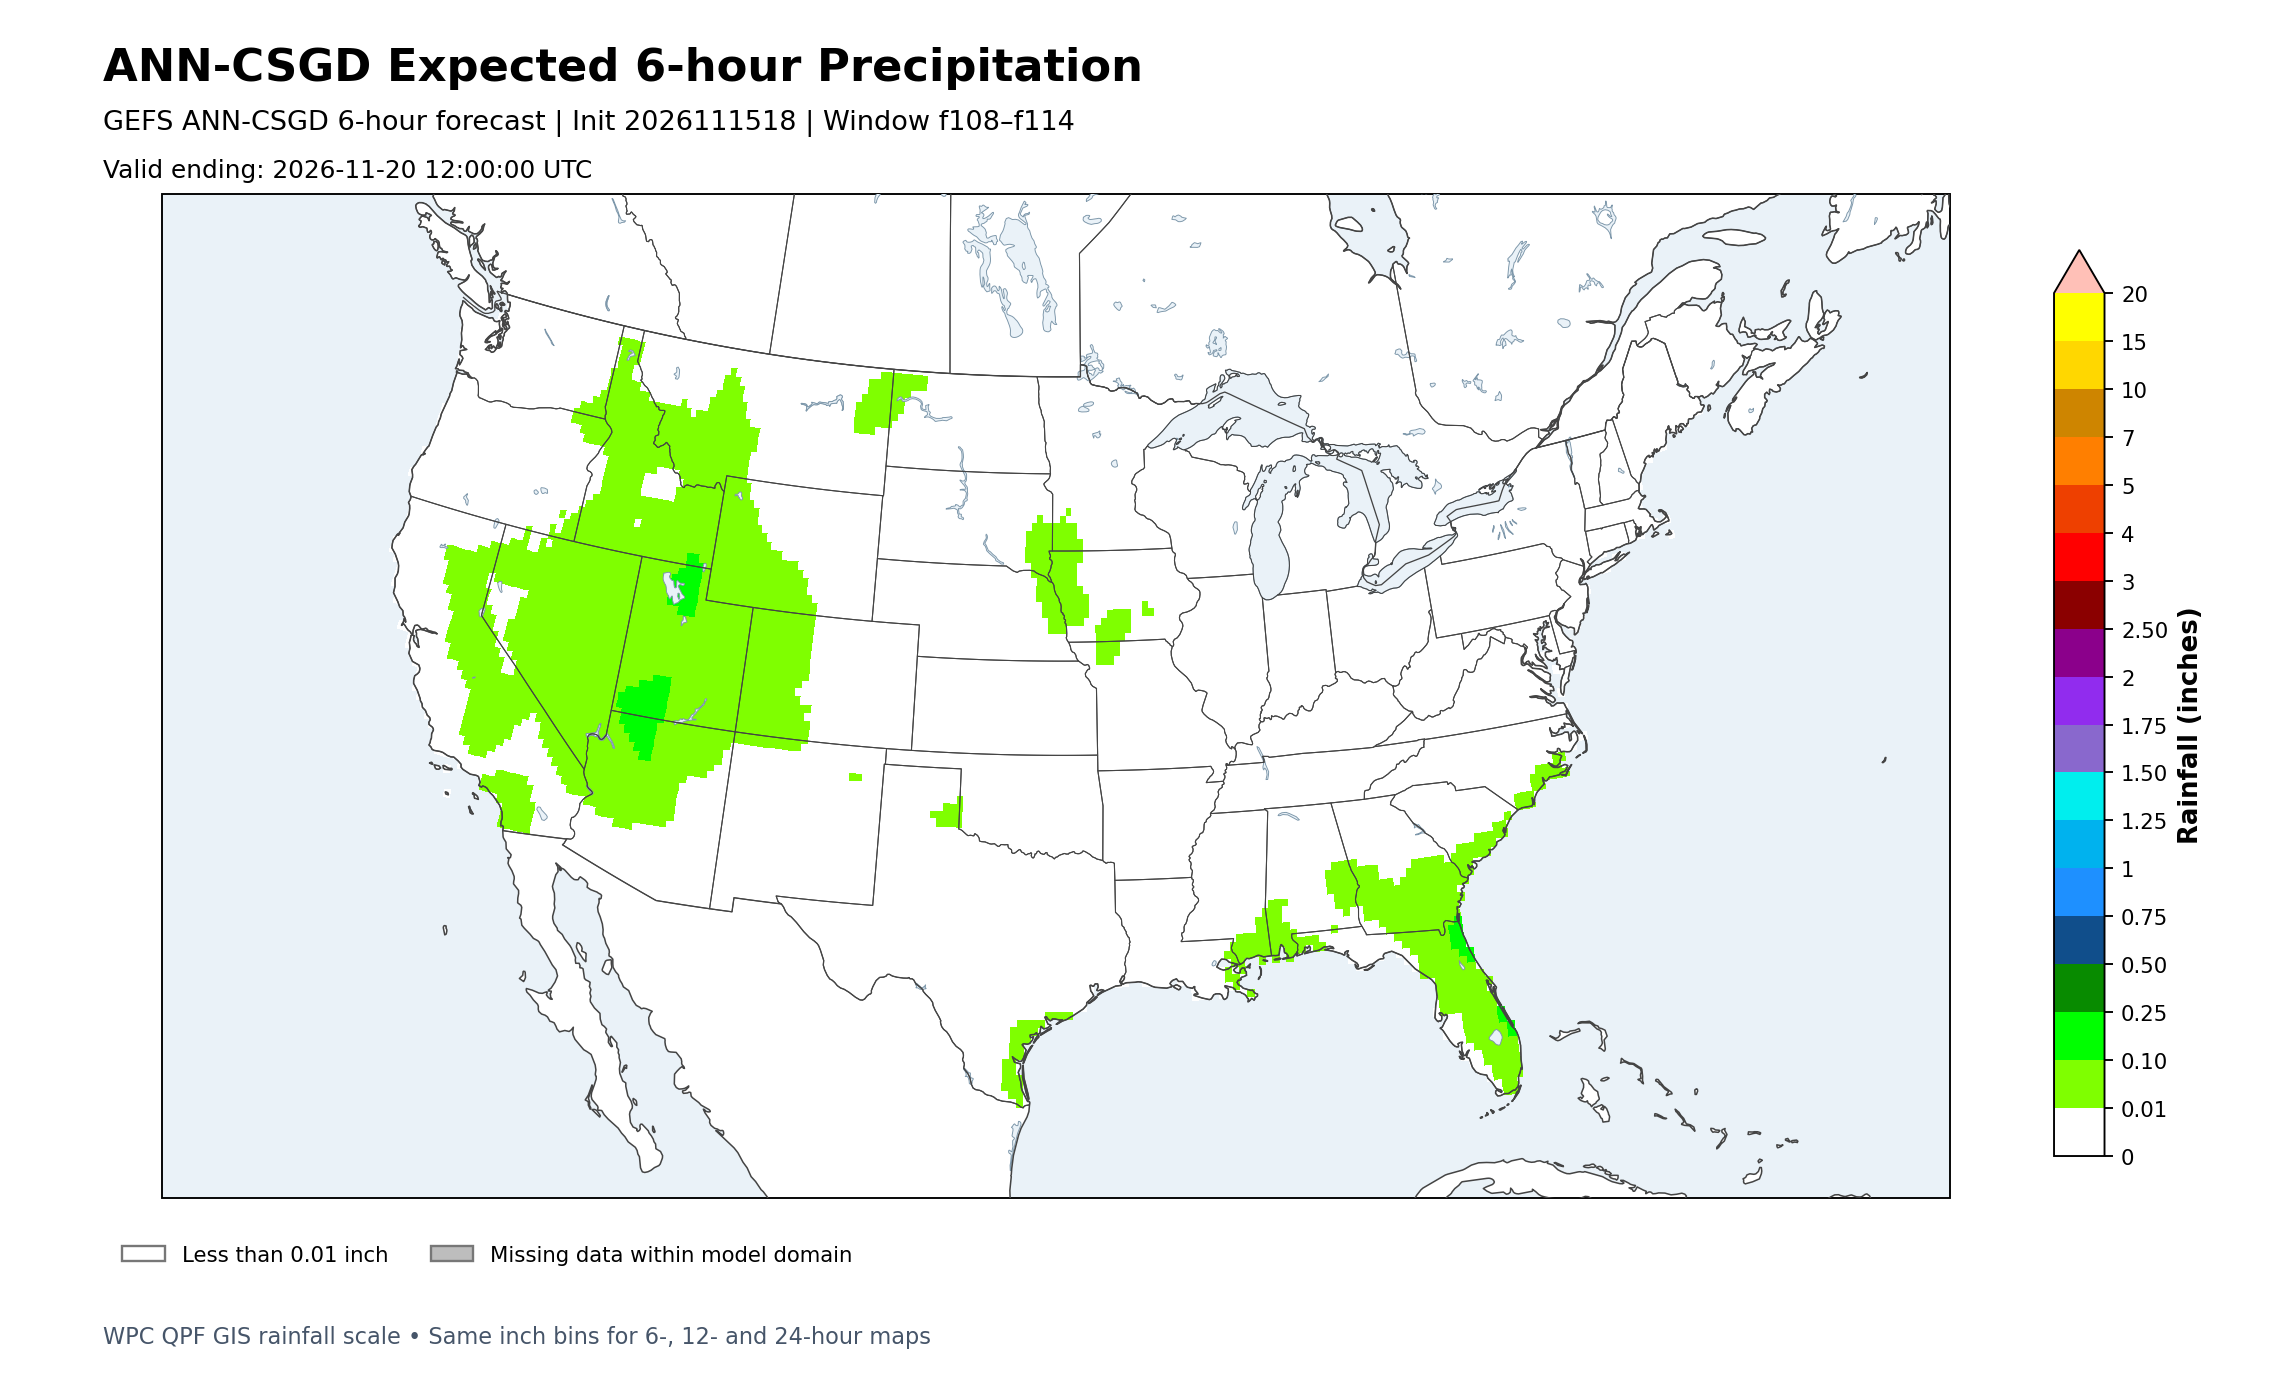 ANN-CSGD Expected 6-hour Precipitation
GEFS ANN-CSGD 6-hour forecast | Init 2026111518 | Window f108–f114
Valid ending: 2026-11-20 12:00:00 UTC
20
15
10
7
5
4
3
2.50
2
1.75
1.50
1.25
1
0.75
0.50
0.25
0.10
0.01
0
Rainfall (inches)
Less than 0.01 inch
Missing data within model domain
WPC QPF GIS rainfall scale • Same inch bins for 6-, 12- and 24-hour maps